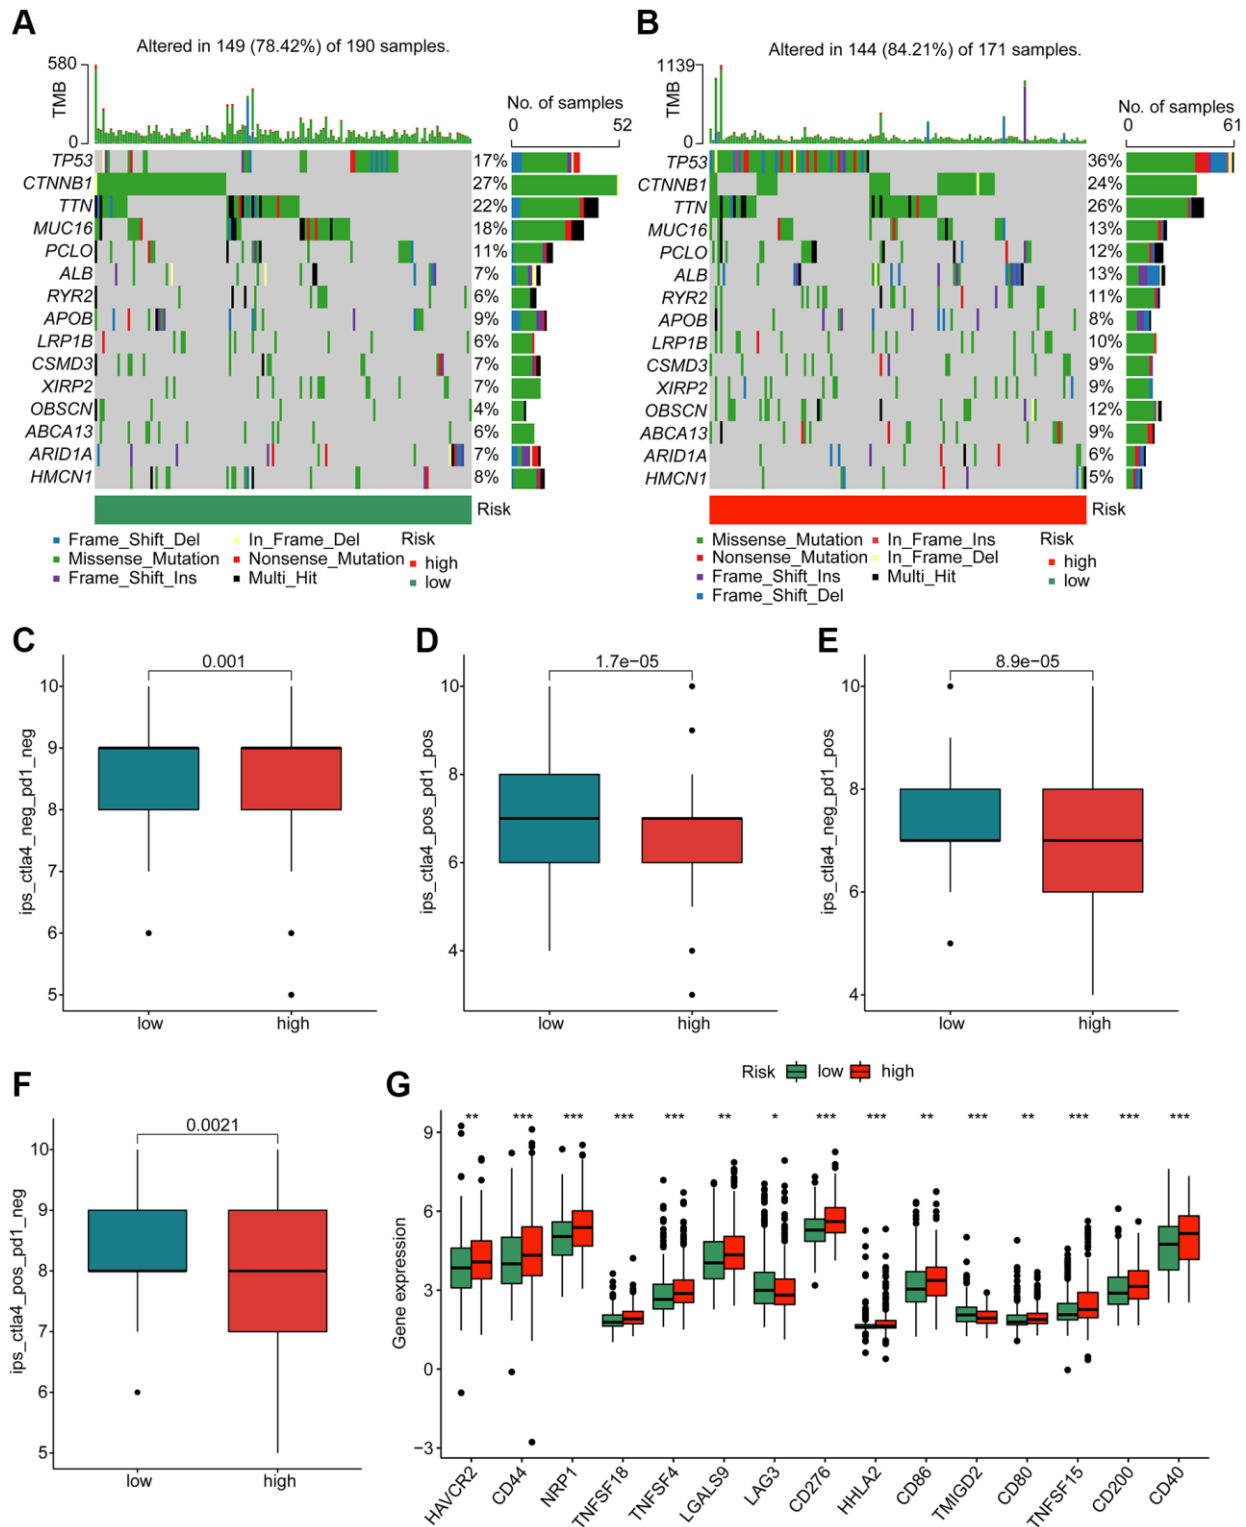 A
Altered in 149 (78.42%) of 190 samples.
580
TMB
0
No. of samples
0 52
TP53 17%
CTNNB1 27%
TTN 22%
MUC16 18%
PCLO 11%
ALB 7%
RYR2 6%
APOB 9%
LRP1B 6%
CSMD3 7%
XIRP2 7%
OBSCN 4%
ABCA13 6%
ARID1A 7%
HMCN1 8%
Risk
Frame_Shift_Del In_Frame_Del Risk
Missense_Mutation Nonsense_Mutation high
Frame_Shift_Ins Multi_Hit low
B
Altered in 144 (84.21%) of 171 samples.
1139
TMB
0
No. of samples
0 61
TP53 36%
CTNNB1 24%
TTN 26%
MUC16 13%
PCLO 12%
ALB 13%
RYR2 11%
APOB 8%
LRP1B 10%
CSMD3 9%
XIRP2 9%
OBSCN 12%
ABCA13 9%
ARID1A 6%
HMCN1 5%
Risk
Missense_Mutation In_Frame_Ins Risk
Nonsense_Mutation In_Frame_Del high
Frame_Shift_Ins Multi_Hit low
Frame_Shift_Del
C
0.001
10
9
8
7
6
5
ips_ctla4_neg_pd1_neg
low high
D
1.7e−05
10
8
6
4
ips_ctla4_pos_pd1_pos
low high
E
8.9e−05
10
8
6
4
ips_ctla4_neg_pd1_pos
low high
F
0.0021
10
9
8
7
6
5
ips_ctla4_pos_pd1_neg
low high
G
Risk low high
** *** *** *** *** ** * *** *** ** *** ** *** *** ***
9
6
3
0
−3
Gene expression
HAVCR2 CD44 NRP1 TNFSF18 TNFSF4 LGALS9 LAG3 CD276 HHLA2 CD86 TMIGD2 CD80 TNFSF15 CD200 CD40